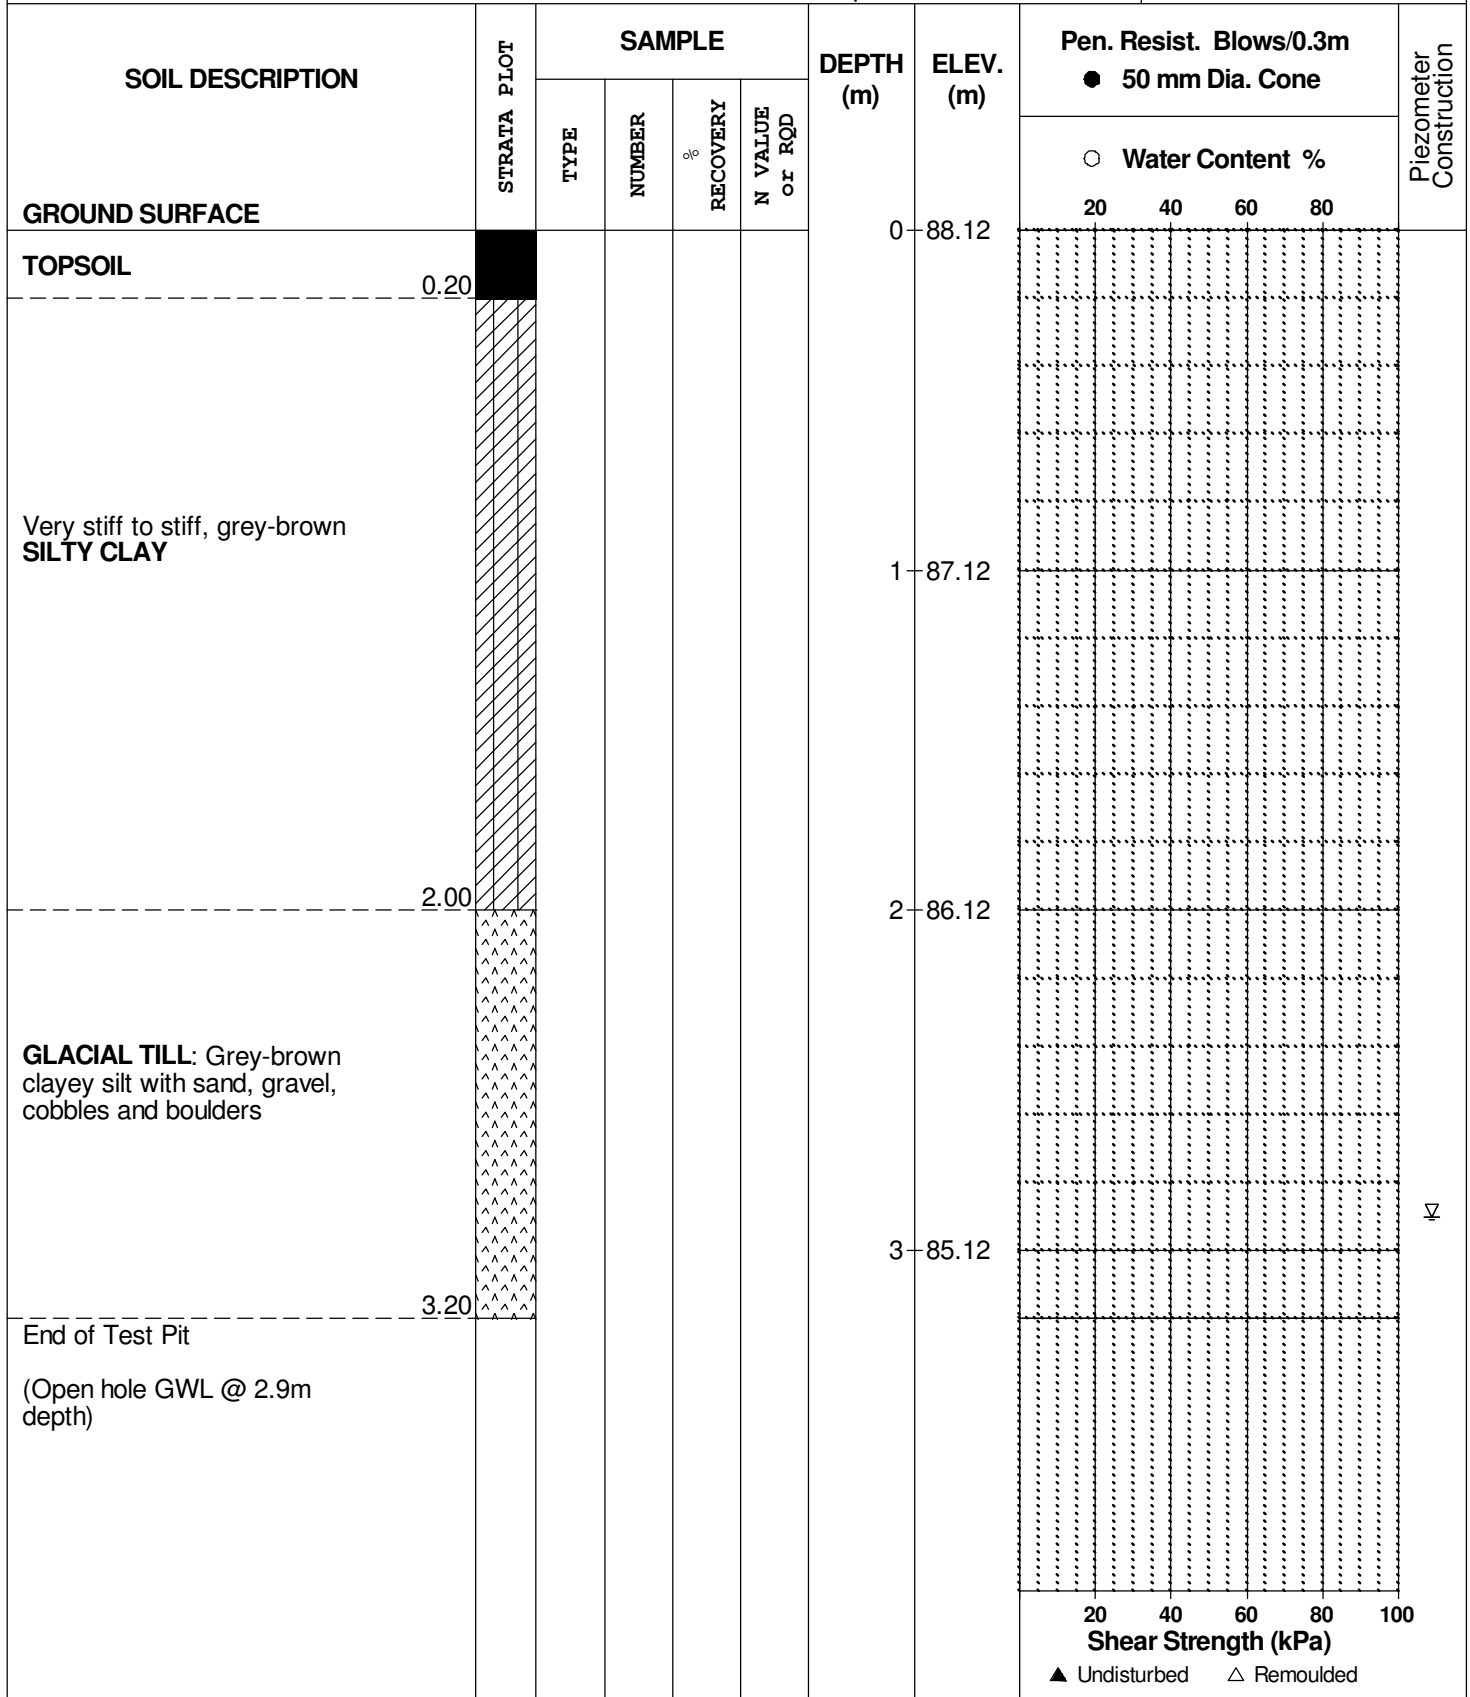 SOIL DESCRIPTION
STRATA PLOT
SAMPLE
TYPE
NUMBER
%
RECOVERY
N VALUE
or RQD
DEPTH
(m)
ELEV.
(m)
Pen. Resist. Blows/0.3m
● 50 mm Dia. Cone
○ Water Content %
Piezometer
Construction
20 40 60 80
GROUND SURFACE
0 88.12
TOPSOIL
0.20
Very stiff to stiff, grey-brown
SILTY CLAY
1 87.12
2.00
2 86.12
GLACIAL TILL: Grey-brown
clayey silt with sand, gravel,
cobbles and boulders
3 85.12
3.20
End of Test Pit
(Open hole GWL @ 2.9m
depth)
20 40 60 80 100
Shear Strength (kPa)
▲ Undisturbed △ Remoulded